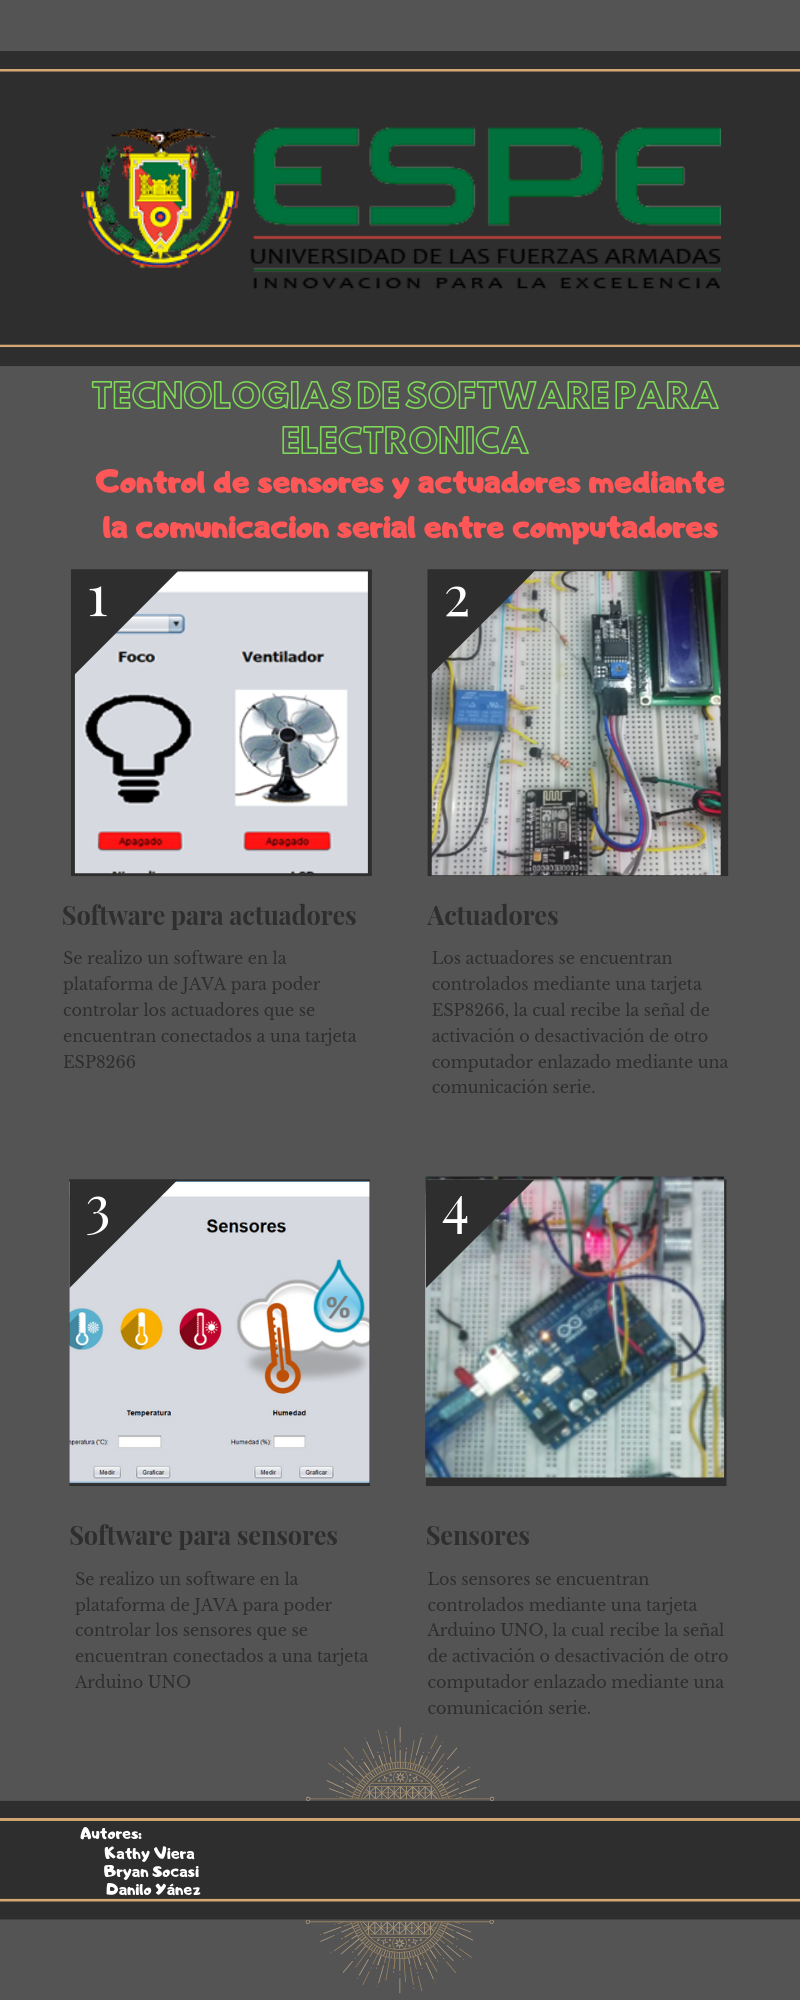 ESPE
UNIVERSIDAD DE LAS FUERZAS ARMADAS
INNOVACION PARA LA EXCELENCIA
TECNOLOGIAS DE SOFTWARE PARA
ELECTRONICA
Control de sensores y actuadores mediante
la comunicacion serial entre computadores
1
Foco Ventilador
Apagado Apagado
2
Software para actuadores
Se realizo un software en la
plataforma de JAVA para poder
controlar los actuadores que se
encuentran conectados a una tarjeta
ESP8266
Actuadores
Los actuadores se encuentran
controlados mediante una tarjeta
ESP8266, la cual recibe la señal de
activación o desactivación de otro
computador enlazado mediante una
comunicación serie.
3
Sensores
%
Temperatura Humedad
peratura (°C): Humedad (%):
Medir Graficar Medir Graficar
4
Software para sensores
Se realizo un software en la
plataforma de JAVA para poder
controlar los sensores que se
encuentran conectados a una tarjeta
Arduino UNO
Sensores
Los sensores se encuentran
controlados mediante una tarjeta
Arduino UNO, la cual recibe la señal
de activación o desactivación de otro
computador enlazado mediante una
comunicación serie.
Autores:
Kathy Viera
Bryan Socasi
Danilo Yánez